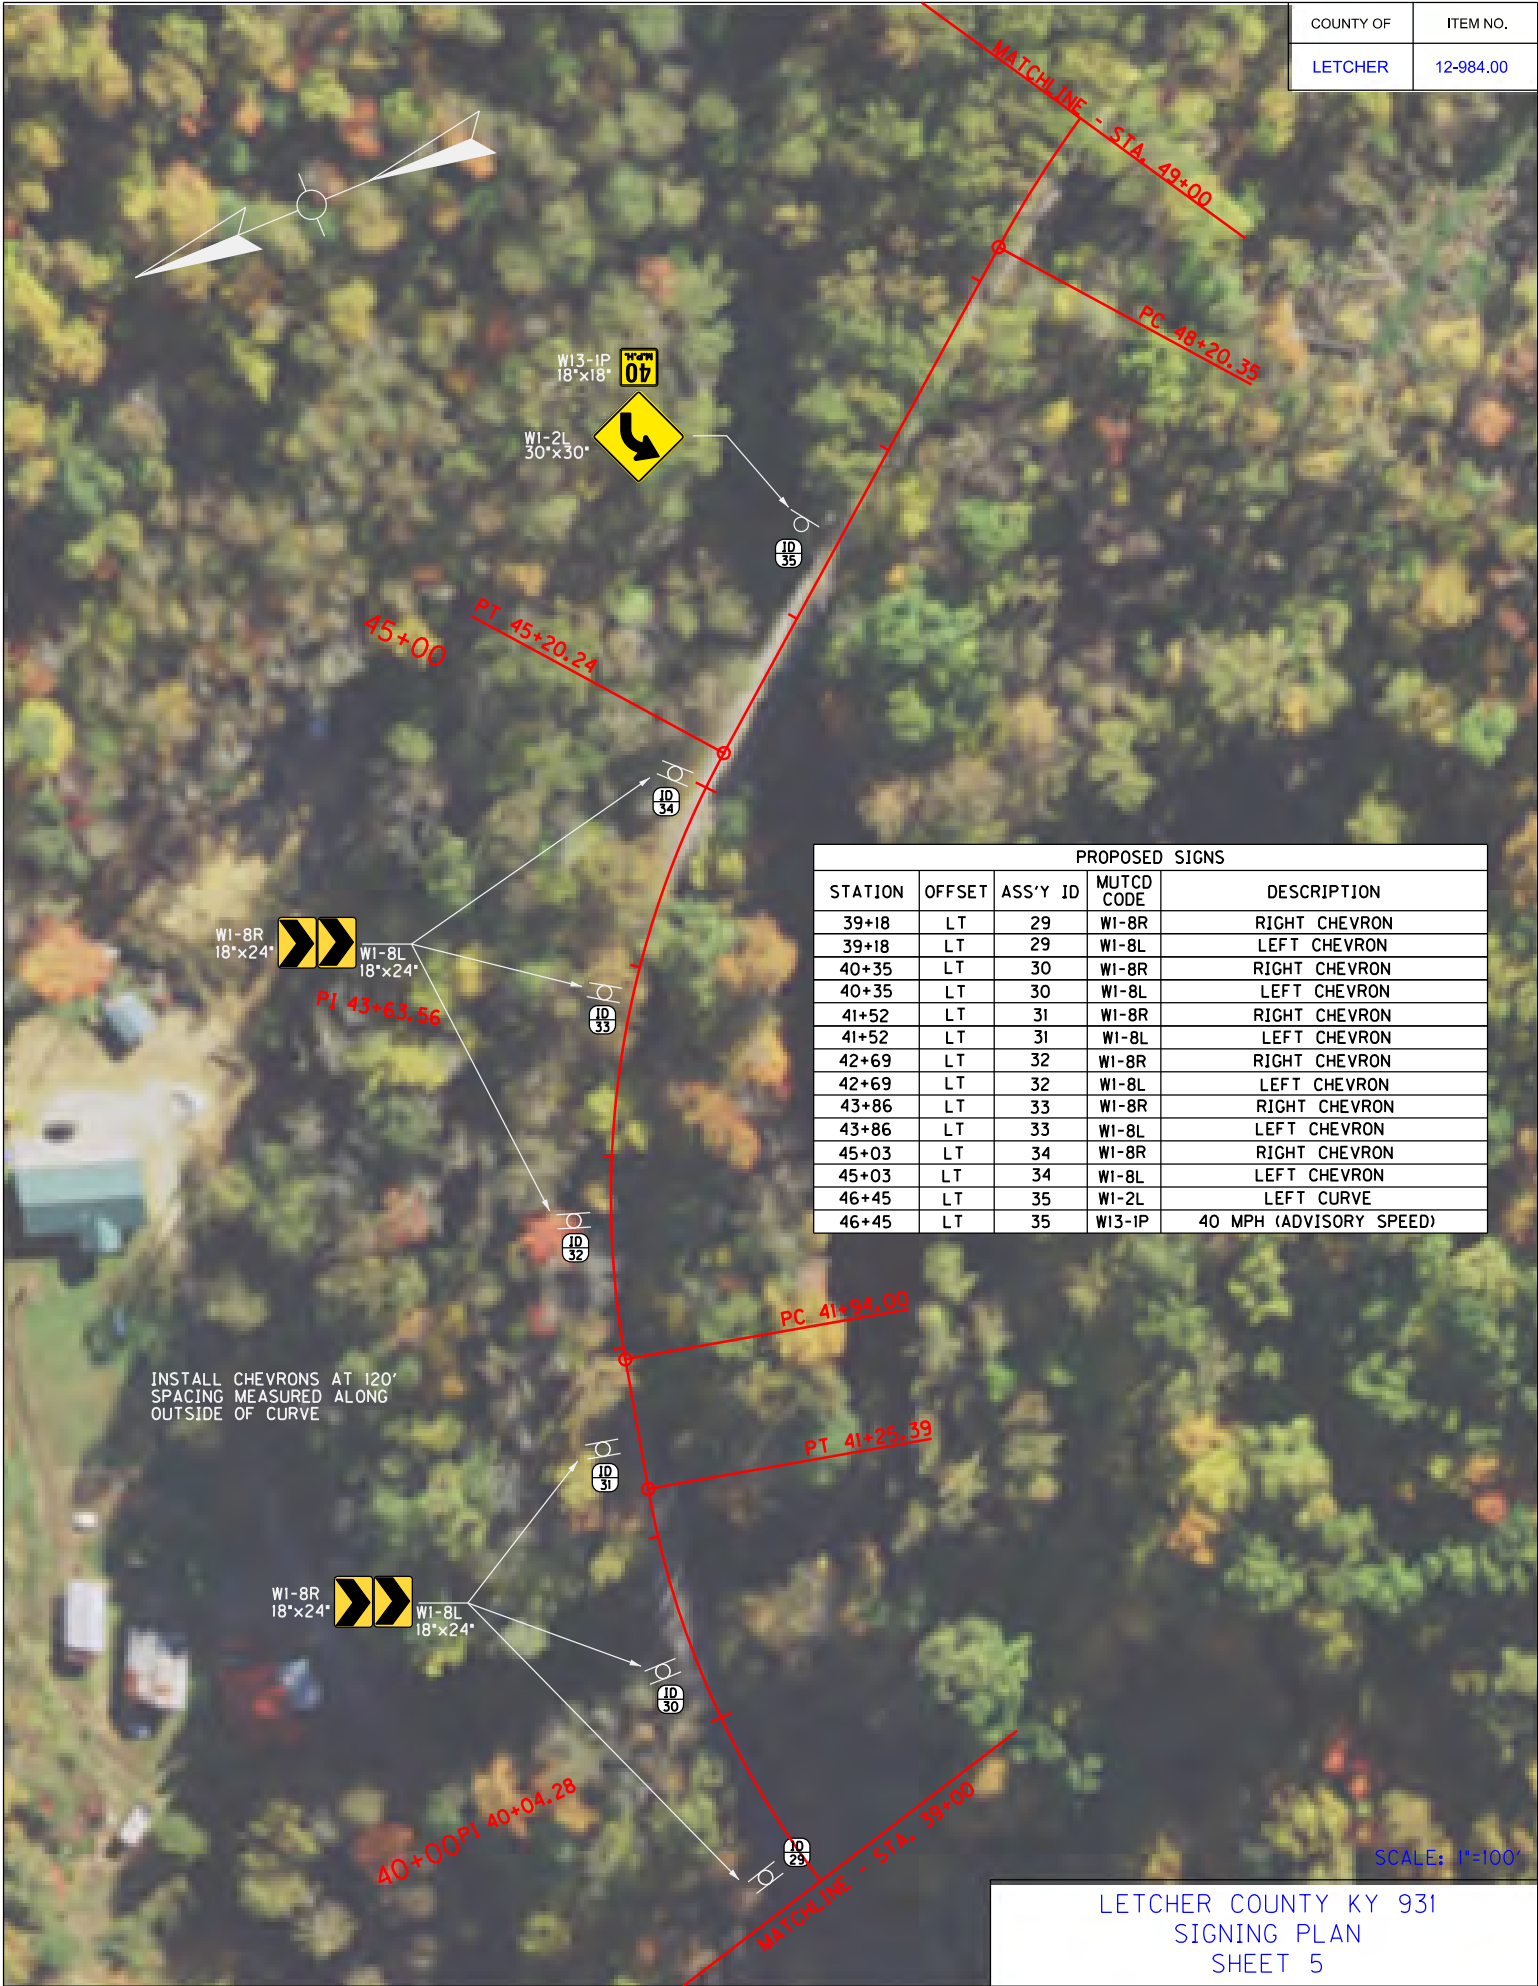 COUNTY OF ITEM NO.
LETCHER 12-984.00
MATCHLINE - STA. 49+00
PC 48+20.35
W13-1P
18"x18"
40
M.P.H.
W1-2L
30"x30"
ID
35
PT 45+20.24
45+00
ID
34
W1-8R
18"x24"
W1-8L
18"x24"
PI 43+63.56
ID
33
PROPOSED SIGNS
STATION OFFSET ASS'Y ID MUTCD CODE DESCRIPTION
39+18 LT 29 W1-8R RIGHT CHEVRON
39+18 LT 29 W1-8L LEFT CHEVRON
40+35 LT 30 W1-8R RIGHT CHEVRON
40+35 LT 30 W1-8L LEFT CHEVRON
41+52 LT 31 W1-8R RIGHT CHEVRON
41+52 LT 31 W1-8L LEFT CHEVRON
42+69 LT 32 W1-8R RIGHT CHEVRON
42+69 LT 32 W1-8L LEFT CHEVRON
43+86 LT 33 W1-8R RIGHT CHEVRON
43+86 LT 33 W1-8L LEFT CHEVRON
45+03 LT 34 W1-8R RIGHT CHEVRON
45+03 LT 34 W1-8L LEFT CHEVRON
46+45 LT 35 W1-2L LEFT CURVE
46+45 LT 35 W13-1P 40 MPH (ADVISORY SPEED)
ID
32
PC 41+94.00
INSTALL CHEVRONS AT 120'
SPACING MEASURED ALONG
OUTSIDE OF CURVE
PT 41+25.39
ID
31
W1-8R
18"x24"
W1-8L
18"x24"
ID
30
PI 40+04.28
40+00
ID
29
MATCHLINE - STA. 39+00
SCALE: 1"=100'
LETCHER COUNTY KY 931
SIGNING PLAN
SHEET 5